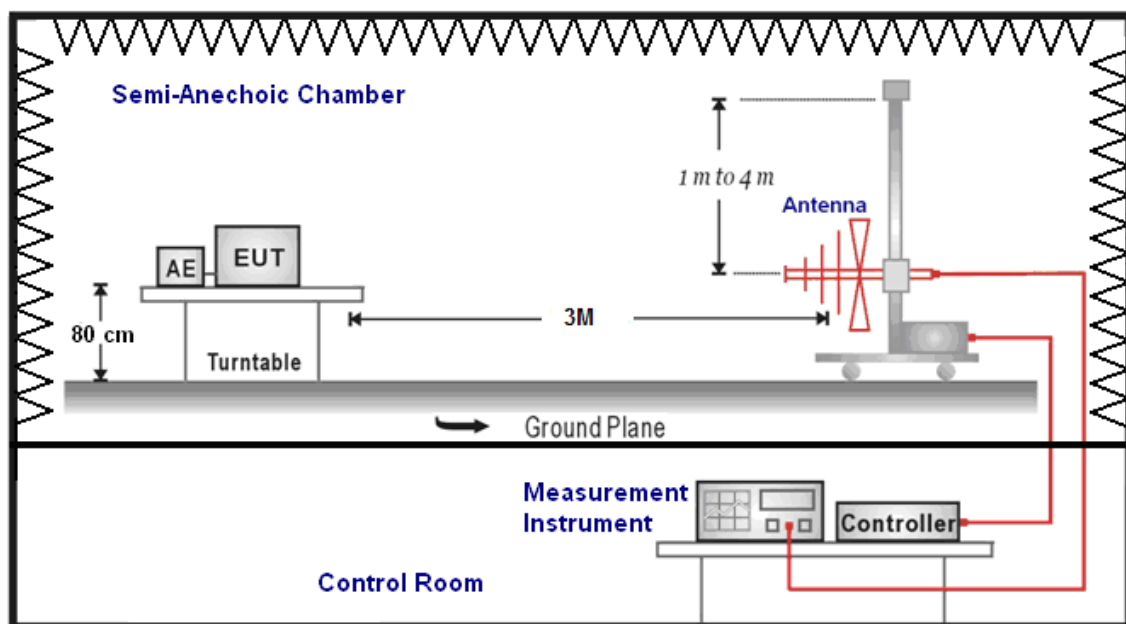 Semi-Anechoic Chamber
1 m to 4 m
Antenna
AE
EUT
80 cm
3M
Turntable
Ground Plane
Measurement
Instrument
Controller
Control Room